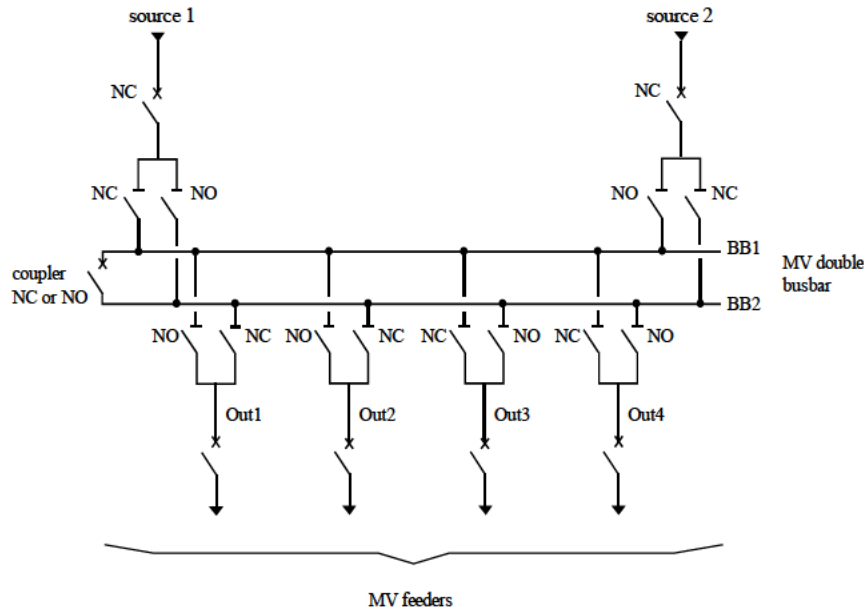 source 1
source 2
NC
NC
NC
NO
NO
NC
BB1
MV double
busbar
coupler
NC or NO
BB2
NO
NC
NO
NC
NC
NO
NC
NO
Out1
Out2
Out3
Out4
MV feeders